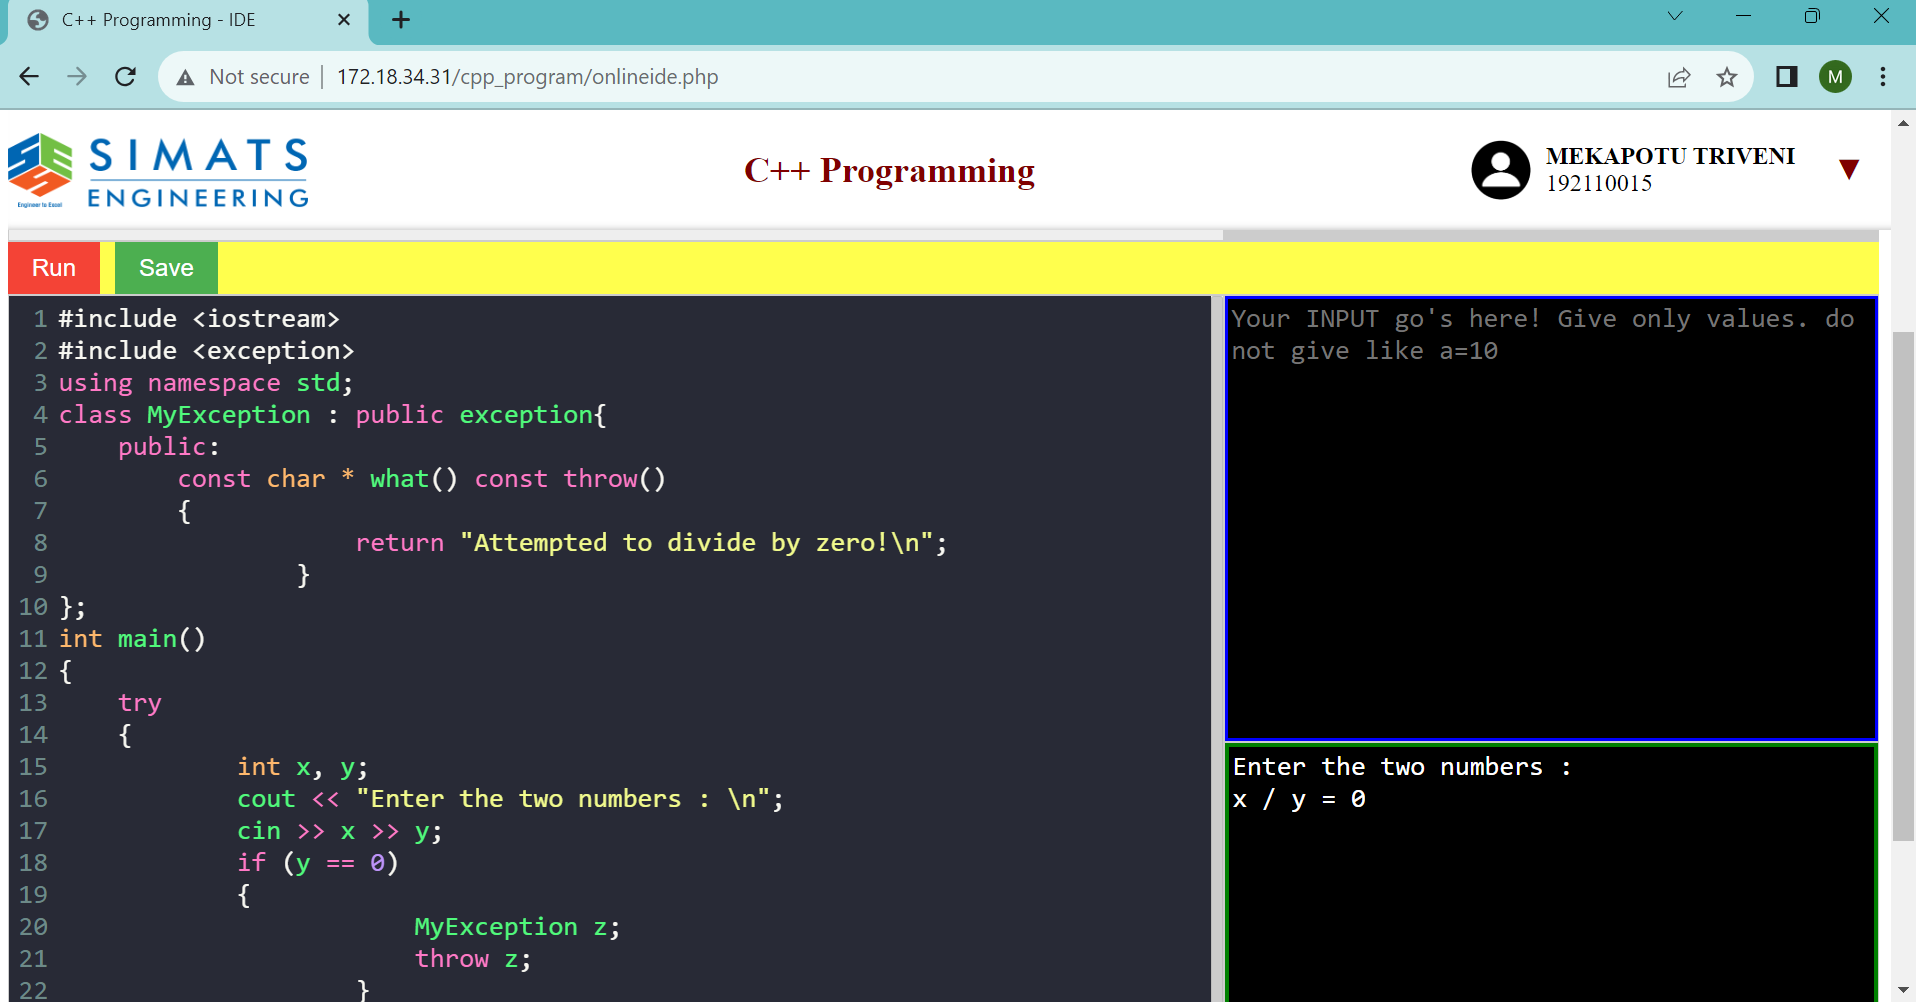 C++ Programming - IDE
Not secure
172.18.34.31/cpp_program/onlineide.php
M
SIMATS
ENGINEERING
Engineer to Excel
C++ Programming
MEKAPOTU TRIVENI
192110015
Run
Save
1 #include <iostream>
2 #include <exception>
3 using namespace std;
4 class MyException : public exception{
5     public:
6         const char * what() const throw()
7         {
8                     return "Attempted to divide by zero!\n";
9                 }
10 };
11 int main()
12 {
13     try
14     {
15             int x, y;
16             cout << "Enter the two numbers : \n";
17             cin >> x >> y;
18             if (y == 0)
19             {
20                         MyException z;
21                         throw z;
22                     }
Your INPUT go's here! Give only values. do
not give like a=10
Enter the two numbers :
x / y = 0